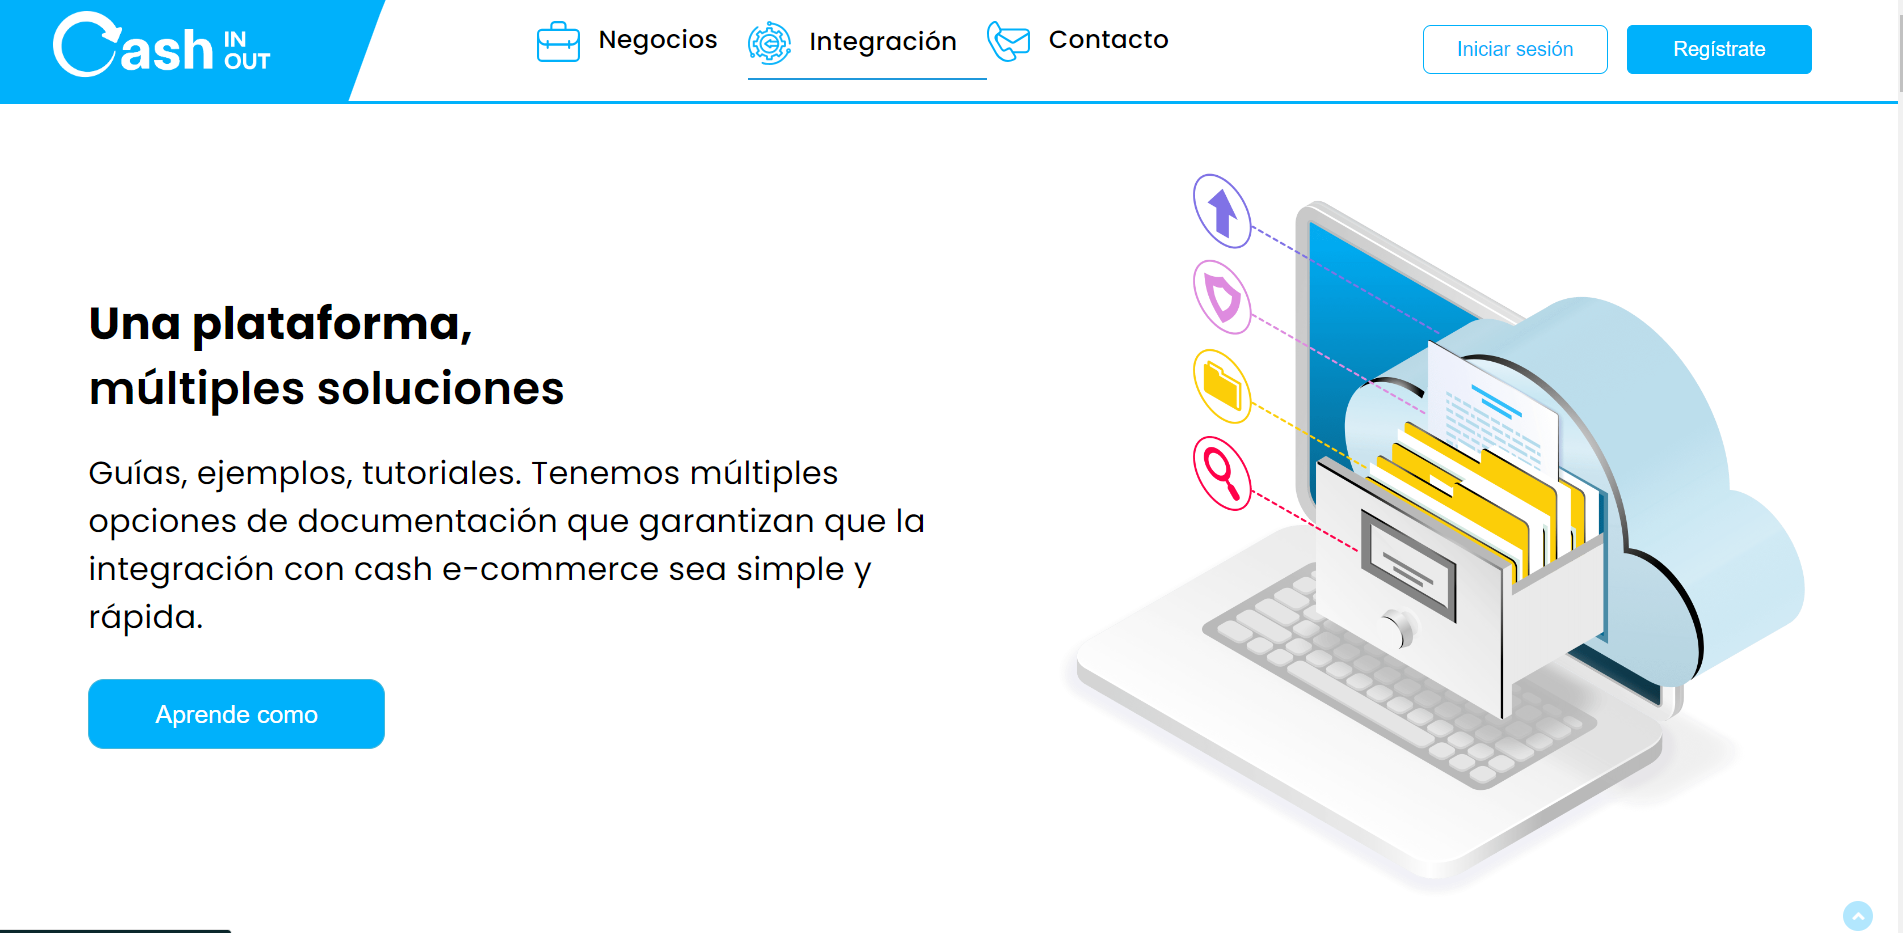 Cash IN OUT
Negocios
Integración
Contacto
Iniciar sesión
Regístrate
Una plataforma,
múltiples soluciones
Guías, ejemplos, tutoriales. Tenemos múltiples
opciones de documentación que garantizan que la
integración con cash e-commerce sea simple y
rápida.
Aprende como